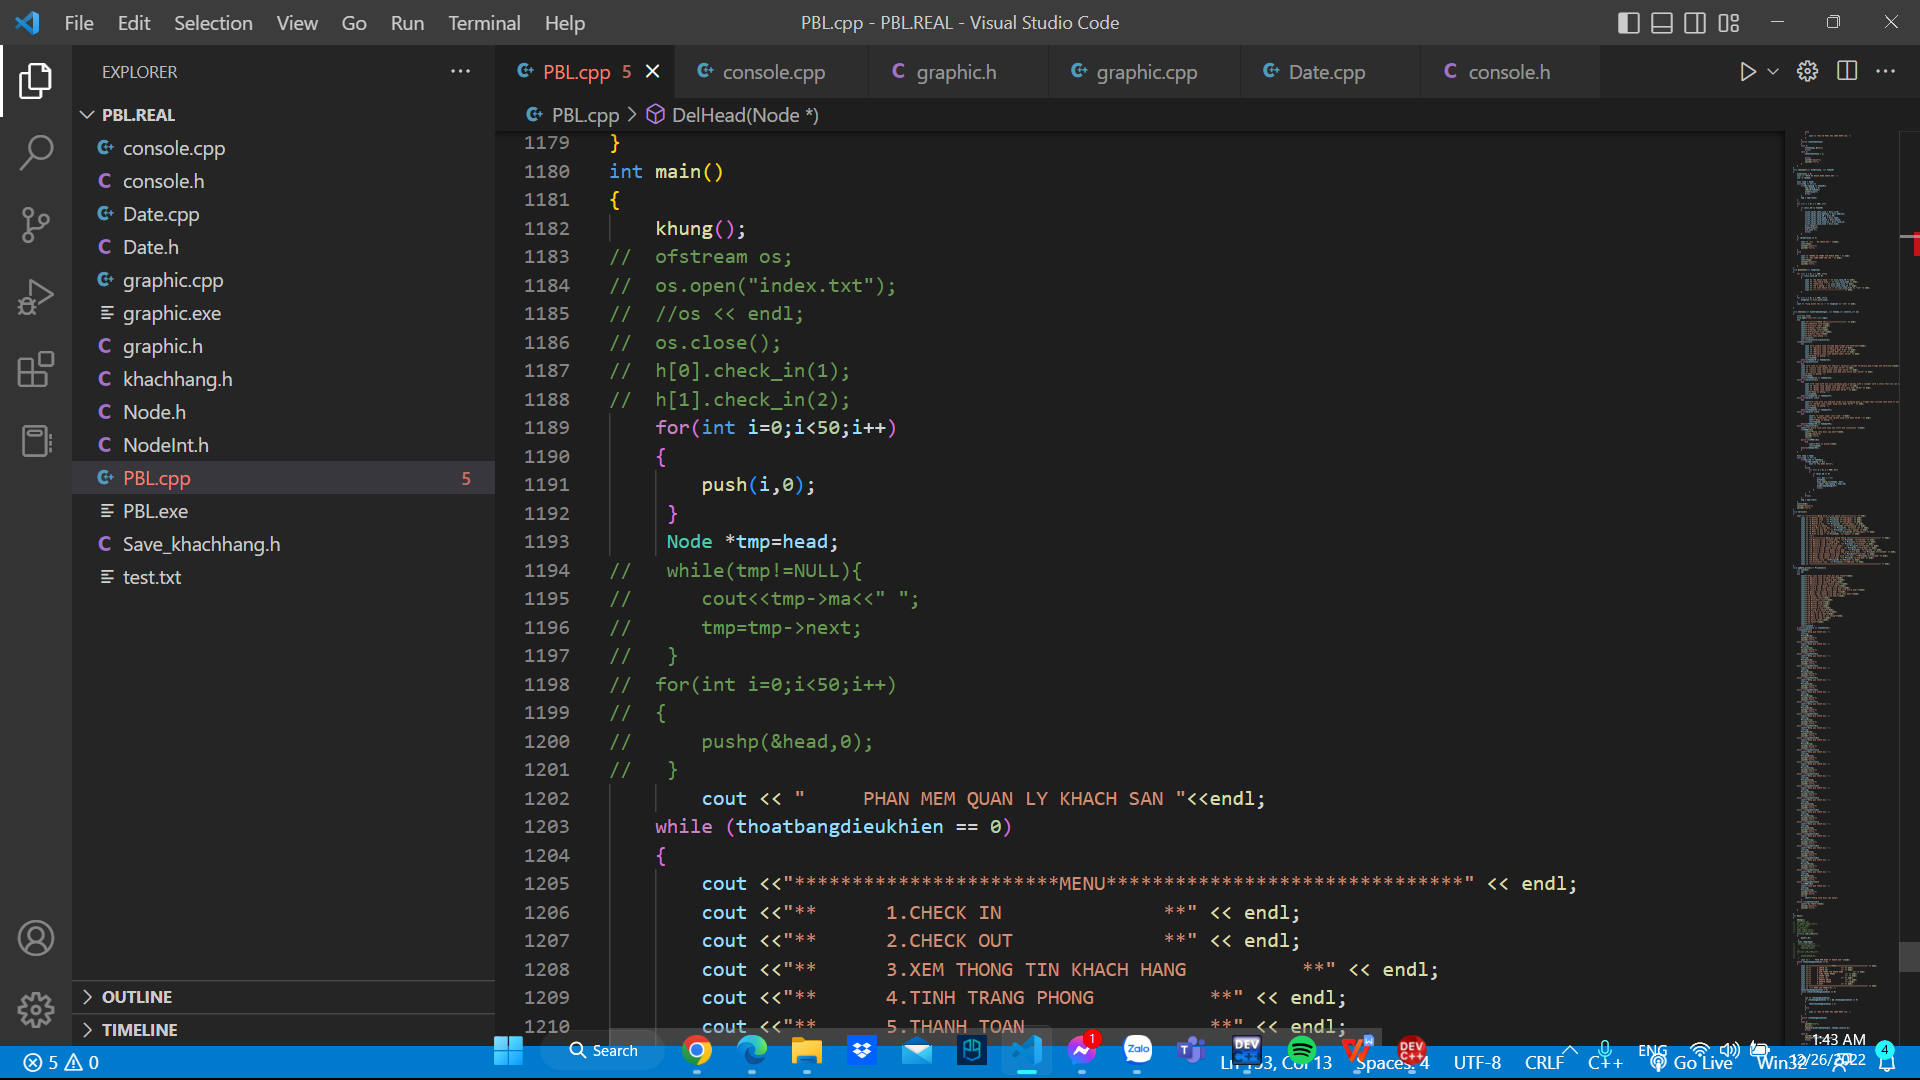 File Edit Selection View Go Run Terminal Help
PBL.cpp - PBL.REAL - Visual Studio Code
EXPLORER
PBL.REAL
console.cpp
console.h
Date.cpp
Date.h
graphic.cpp
graphic.exe
graphic.h
khachhang.h
Node.h
NodeInt.h
PBL.cpp 5
PBL.exe
Save_khachhang.h
test.txt
OUTLINE
TIMELINE
PBL.cpp 5 console.cpp graphic.h graphic.cpp Date.cpp console.h
PBL.cpp > DelHead(Node *)
1179 }
1180 int main()
1181 {
1182     khung();
1183 //  ofstream os;
1184 //  os.open("index.txt");
1185 //  //os << endl;
1186 //  os.close();
1187 //  h[0].check_in(1);
1188 //  h[1].check_in(2);
1189     for(int i=0;i<50;i++)
1190     {
1191         push(i,0);
1192      }
1193      Node *tmp=head;
1194 //   while(tmp!=NULL){
1195 //      cout<<tmp->ma<<" ";
1196 //      tmp=tmp->next;
1197 //   }
1198 //  for(int i=0;i<50;i++)
1199 //  {
1200 //      pushp(&head,0);
1201 //   }
1202         cout << "     PHAN MEM QUAN LY KHACH SAN "<<endl;
1203     while (thoatbangdieukhien == 0)
1204     {
1205         cout <<"***********************MENU*******************************" << endl;
1206         cout <<"**      1.CHECK IN              **" << endl;
1207         cout <<"**      2.CHECK OUT             **" << endl;
1208         cout <<"**      3.XEM THONG TIN KHACH HANG          **" << endl;
1209         cout <<"**      4.TINH TRANG PHONG          **" << endl;
1210         cout <<"**      5.THANH TOAN                **" << endl;
Search
1
Zalo
DEV C++
DEV C++
ENG
1:43 AM
12/26/2022
4
5 0
Spaces: 4 UTF-8 CRLF C++ Go Live Win32